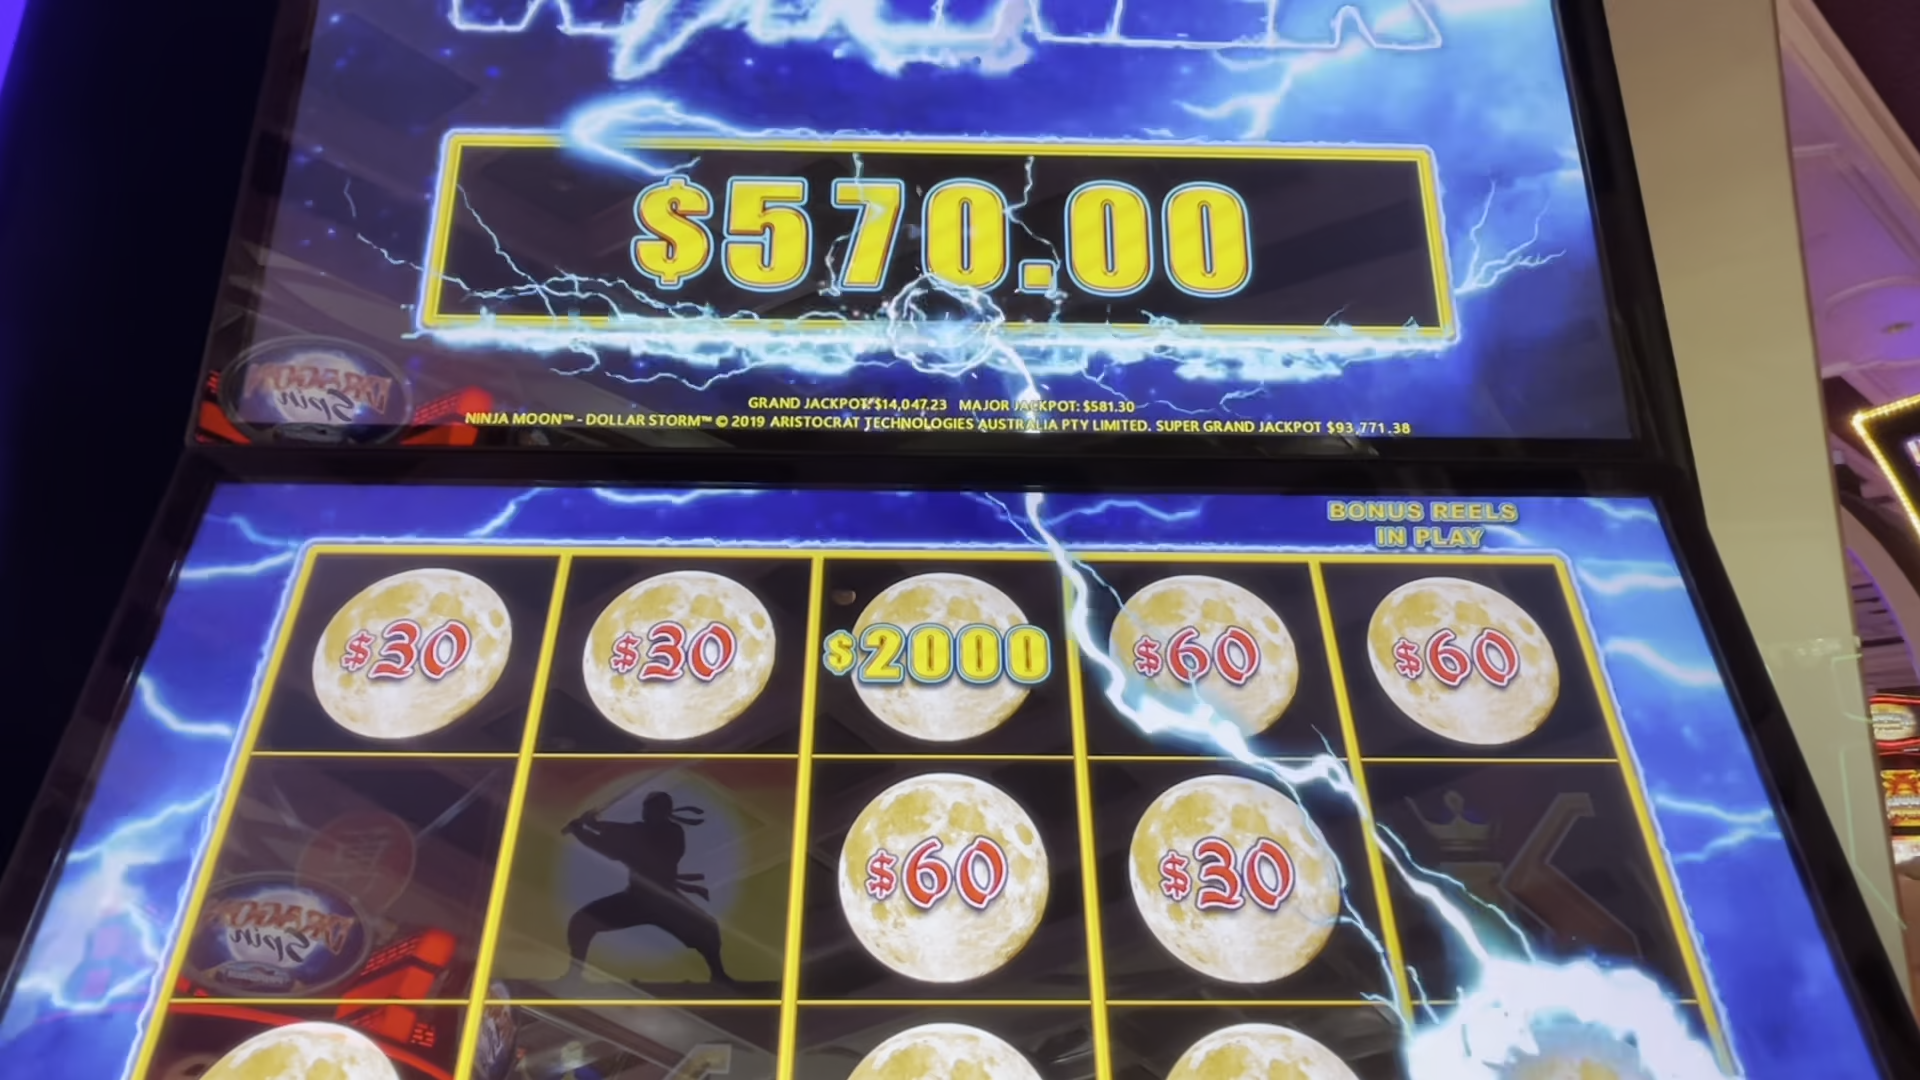 $570.00
GRAND JACKPOT: $14,047.23 MAJOR JACKPOT: $581.30
NINJA MOON™ - DOLLAR STORM™ © 2019 ARISTOCRAT TECHNOLOGIES AUSTRALIA PTY LIMITED. SUPER GRAND JACKPOT $93,771.38
BONUS REELS
IN PLAY
$30 $30 $2000 $60 $60
$60 $30
DRAGON
Spin